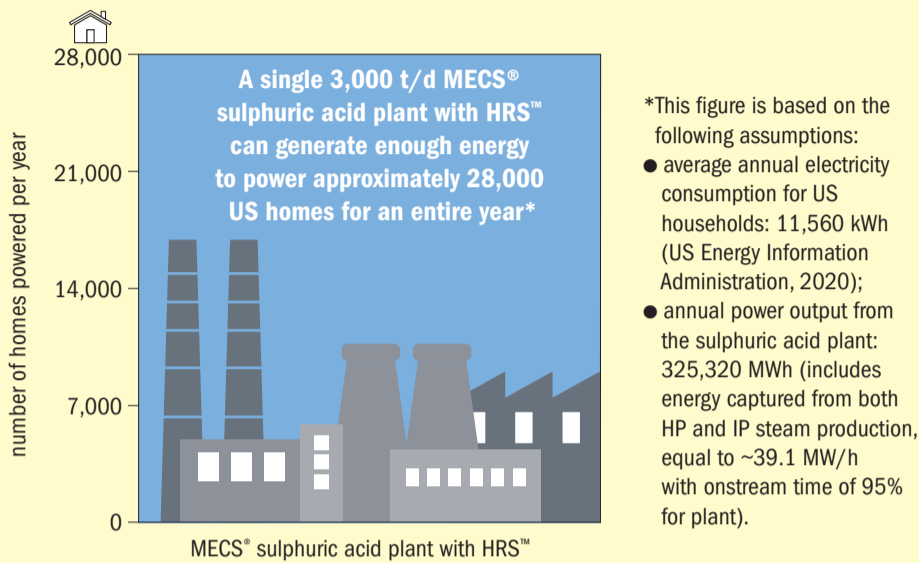 28,000
21,000
14,000
7,000
0
number of homes powered per year
A single 3,000 t/d MECS®
sulphuric acid plant with HRS™
can generate enough energy
to power approximately 28,000
US homes for an entire year*
MECS® sulphuric acid plant with HRS™
*This figure is based on the
following assumptions:
● average annual electricity
consumption for US
households: 11,560 kWh
(US Energy Information
Administration, 2020);
● annual power output from
the sulphuric acid plant:
325,320 MWh (includes
energy captured from both
HP and IP steam production,
equal to ~39.1 MW/h
with onstream time of 95%
for plant).